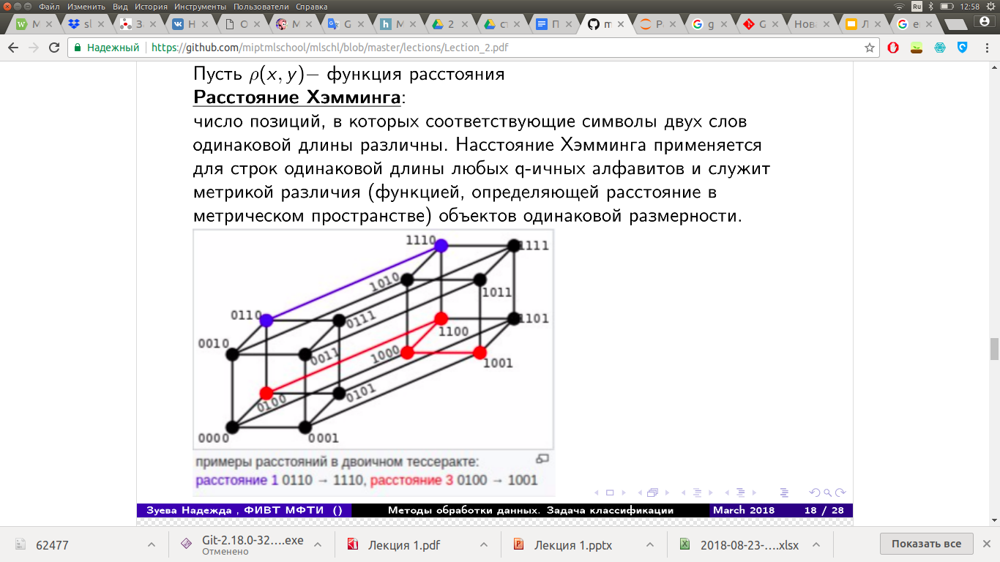 Файл Изменить Вид История Инструменты Пользователи Справка
Ru 12:58
М sl З Н О М G М 2 ст П m P g G Нова Л e
Надежный https://github.com/miptmlschool/mlschl/blob/master/lections/Lection_2.pdf
Пусть ρ(x, y)− функция расстояния
Расстояние Хэмминга:
число позиций, в которых соответствующие символы двух слов
одинаковой длины различны. Насстояние Хэмминга применяется
для строк одинаковой длины любых q-ичных алфавитов и служит
метрикой различия (функцией, определяющей расстояние в
метрическом пространстве) объектов одинаковой размерности.
1110 1111
1010 1011
0110 0111 1101
1100
0010 0011 1000 1001
0100 0101
0000 0001
примеры расстояний в двоичном тессеракте:
расстояние 1 0110 → 1110, расстояние 3 0100 → 1001
Зуева Надежда , ФИВТ МФТИ () Методы обработки данных. Задача классификации March 2018 18 / 28
62477 Git-2.18.0-32....exe Лекция 1.pdf Лекция 1.pptx 2018-08-23-....xlsx Показать все
Отменено